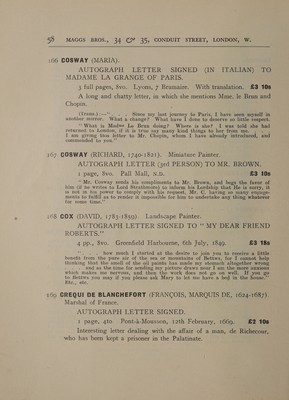 58 MAGGS BROS., 34 & 35, CONDUIT STREET, LONDON, W.
166 COSWAY (MARIA).
AUTOGRAPH LETTER SIGNED (IN ITALIAN) TO
MADAME LA GRANGE OF PARIS.
3 full pages, 8vo. Lyons, 7 Brumaire. With translation. £3 10s
A long and chatty letter, in which she mentions Mme. le Brun and
Chopin.
(Trans.):—" . . . Since my last journey to Paris, I have seen myself in
another mirror. What a change? What have I done to deserve so little respect.
"What is Madme Le Brun doing? Where is she? I was told she had
returned to London, if it is true say many kind things to her from me.
I am giving this letter to Mr. Chopin, whom I have already introduced, and
commended to you."
167 COSWAY (RICHARD, 1740-1821). Miniature Painter.
AUTOGRAPH LETTER (3RD PERSON) TO MR. BROWN.
1 page, 8vo. Pall Mall, N.D. £3 10s
"Mr. Cosway sends his compliments to Mr. Brown, and begs the favor of
him (if he writes to Lord Strathmore) to inform his Lordship that He is sorry, it
is not in his power to comply with his request, Mr. C. having so many engage-
ments to fulfil as to render it impossible for him to undertake any thing whatever
for some time."
168 COX (DAVID, 1783-1859). Landscape Painter.
AUTOGRAPH LETTER SIGNED TO "MY DEAR FRIEND
ROBERTS."
4 pp., 8vo. Greenfield Harbourne, 6th July, 1849. £3 18s
". . . how much I started at the desire to join you to receive a little
benefit from the pure air of the sea or mountains of Bettws, for I cannot help
thinking that the smell of the oil paints has made my stomach altogether wrong
and as the time for sending my picture draws near I am the more anxious
which makes me nervous, and then the work does not go on well. If you go
to Bettws you may if you please ask Mary to let me have a bed in the house."
Etc., etc.
169 CREQUI DE BLANCHEFORT (FRANÇOIS, MARQUIS DE, 1624-1687).
Marshal of France.
AUTOGRAPH LETTER SIGNED.
1 page, 4to. Pont-à-Mousson, 12th February, 1669. £2 10s
Interesting letter dealing with the affair of a man, de Richecour,
who has been kept a prisoner in the Palatinate.